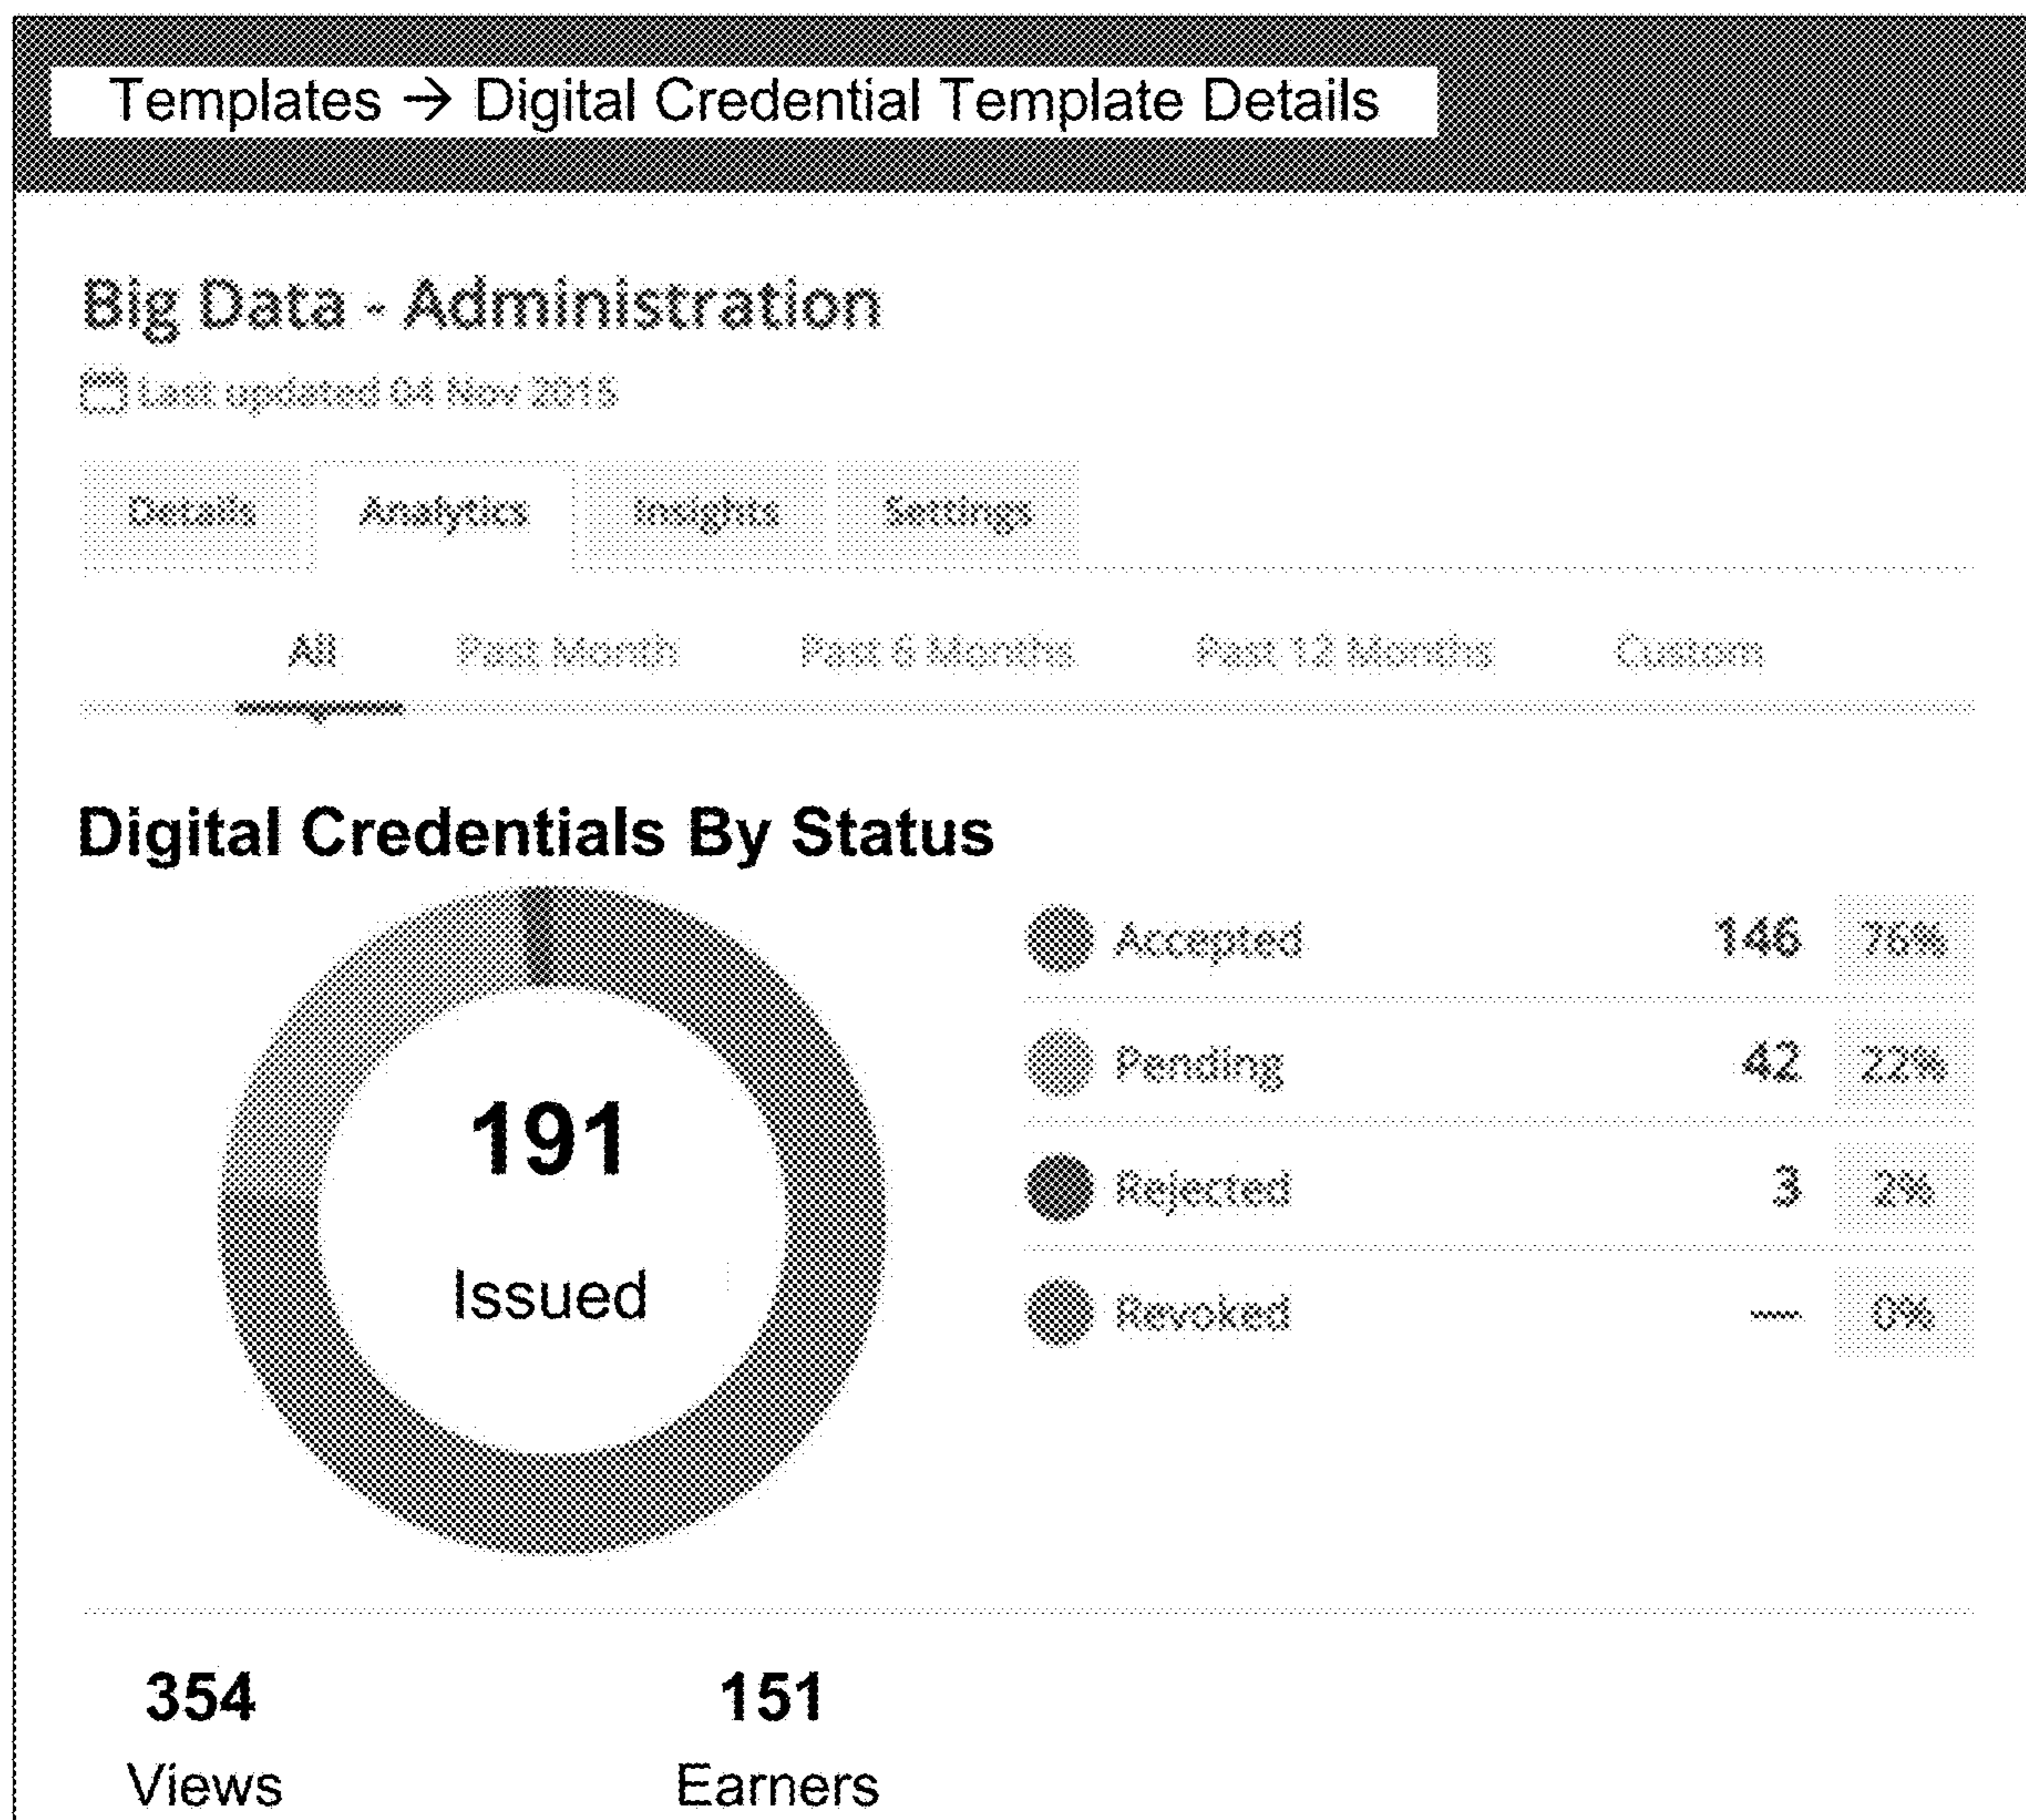 Templates → Digital Credential Template Details
Big Data - Administration
Last updated 04 Nov 2015
Details Analytics Insights Settings
All Past Month Past 6 Months Past 12 Months Custom
Digital Credentials By Status
191
Issued
Accepted 146 76%
Pending 42 22%
Rejected 3 2%
Revoked — 0%
354 151
Views Earners